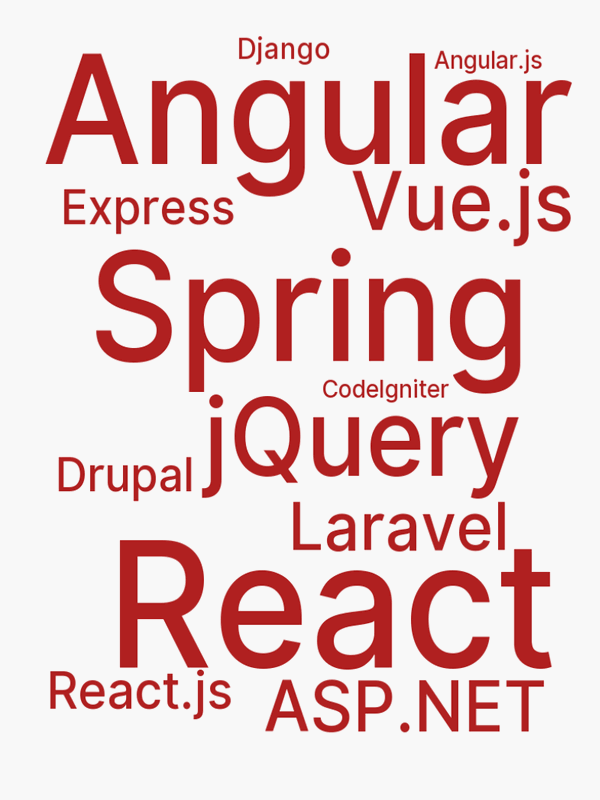 Django
Angular.js
Angular
Express
Vue.js
Spring
CodeIgniter
jQuery
Drupal
Laravel
React
React.js
ASP.NET